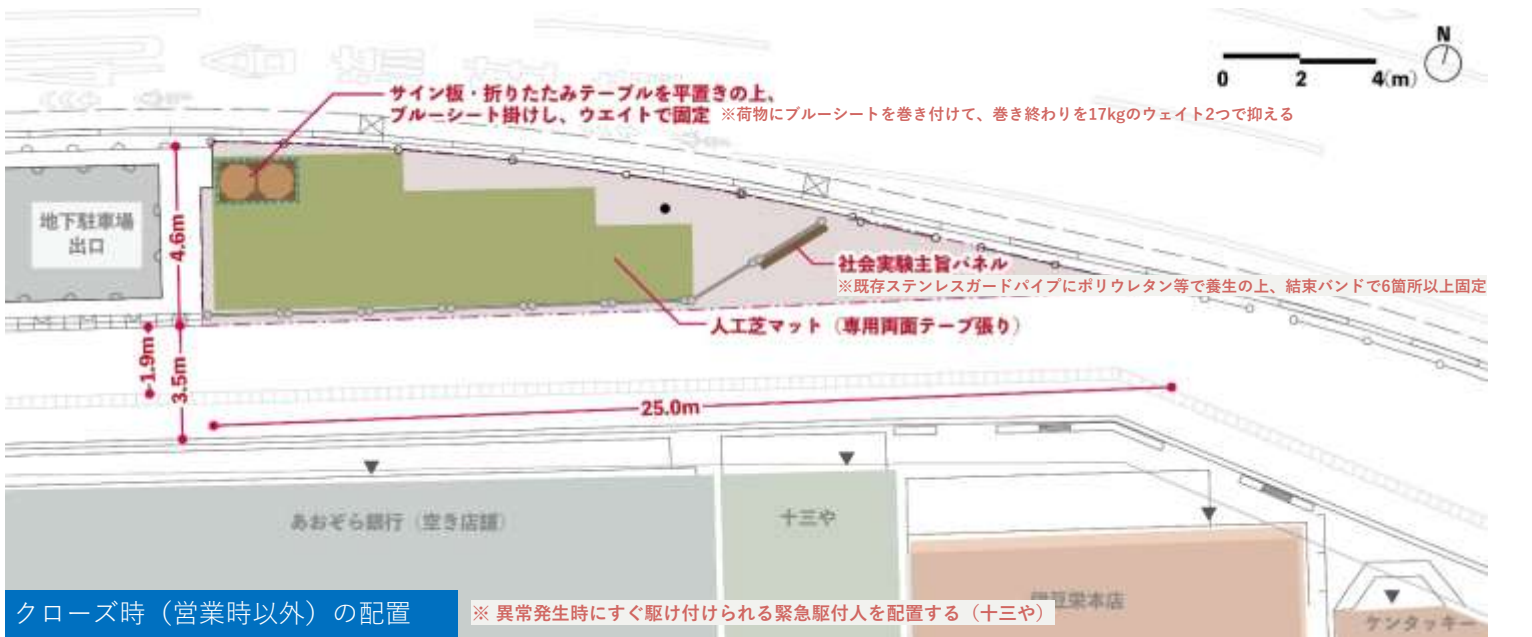 N
0 2 4(m)
サイン板・折りたたみテーブルを平置きの上、
ブルーシート掛けし、ウエイトで固定 ※荷物にブルーシートを巻き付けて、巻き終わりを17kgのウェイト2つで抑える
地下駐車場
出口
4.6m
社会実験主旨パネル
※既存ステンレスガードパイプにポリウレタン等で養生の上、結束バンドで6箇所以上固定
人工芝マット（専用両面テープ張り）
1.9m
3.5m
25.0m
あおぞら銀行（空き店舗）
十三や
伊豆栄本店
ケンタッキー
クローズ時（営業時以外）の配置
※ 異常発生時にすぐ駆け付けられる緊急駆付人を配置する（十三や）